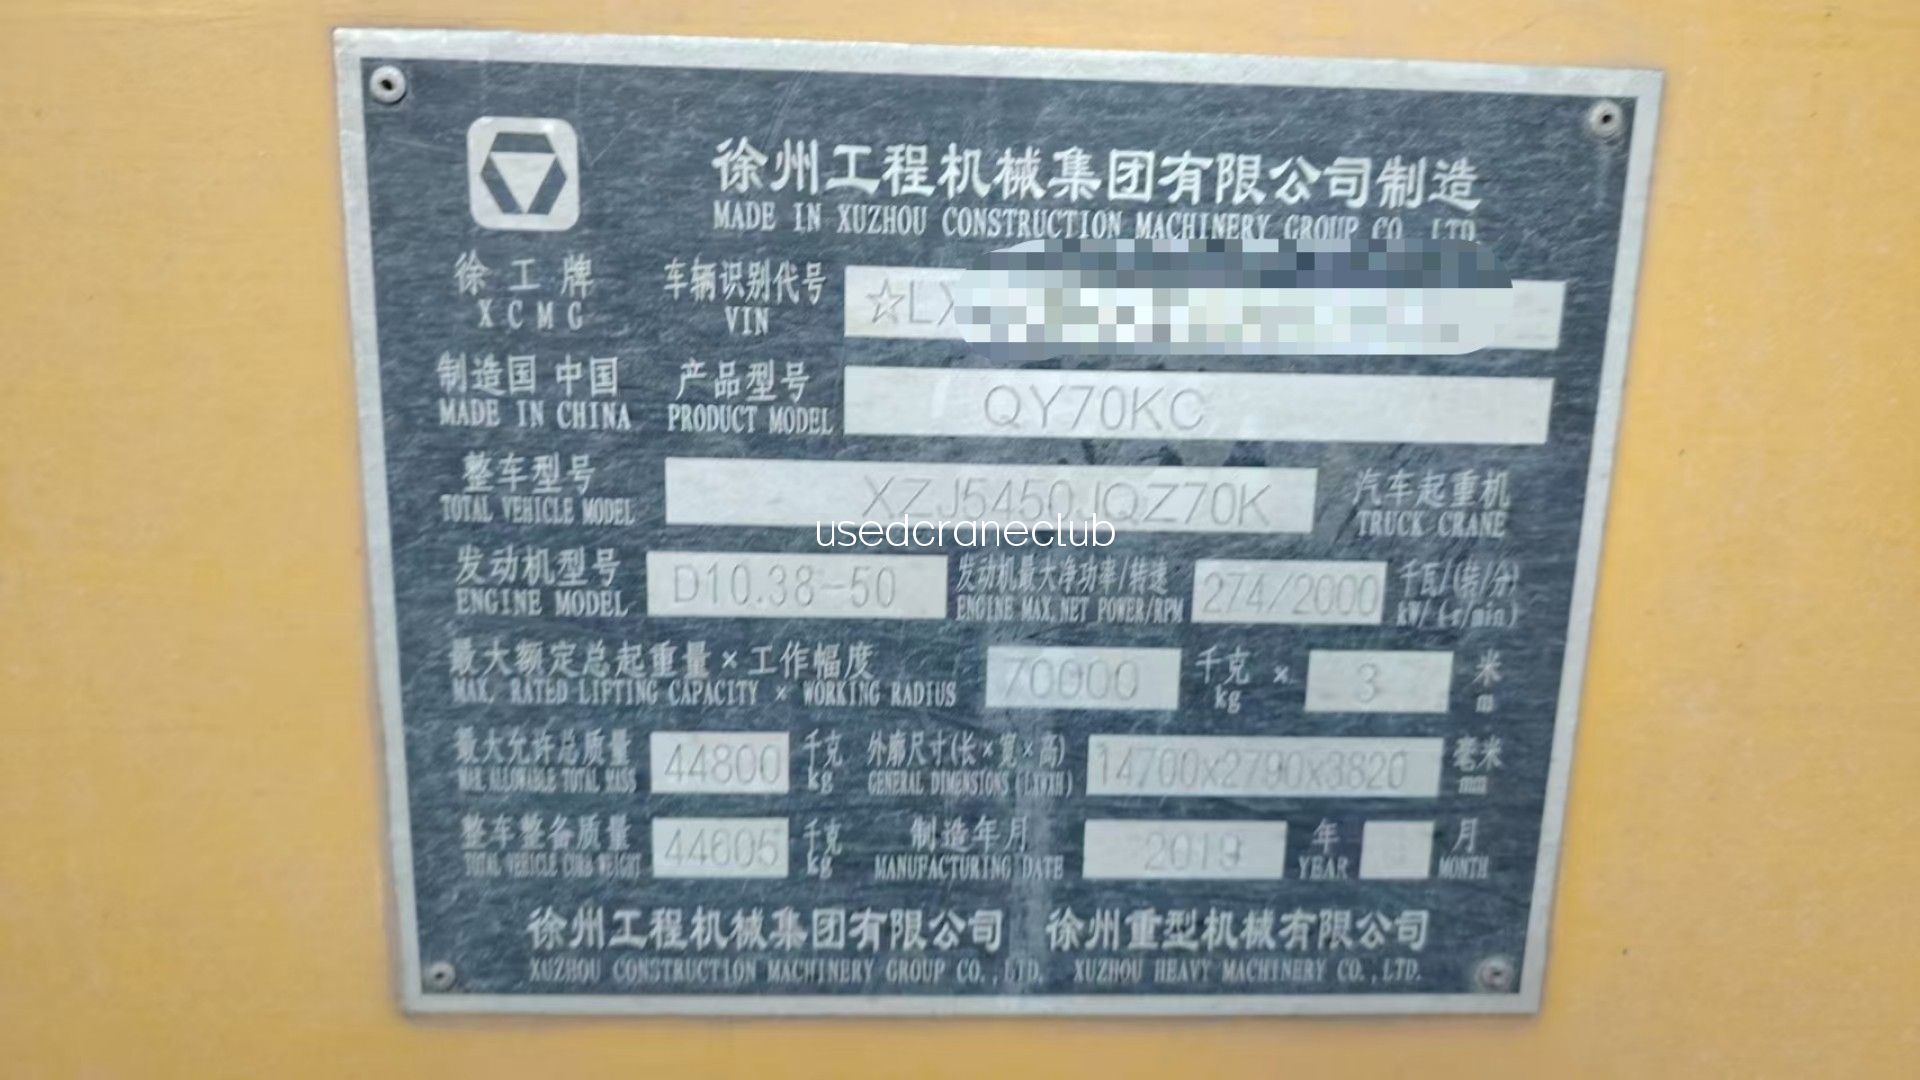 徐州工程机械集团有限公司制造
MADE IN XUZHOU CONSTRUCTION MACHINERY GROUP CO., LTD.
徐工牌 车辆识别代号 ☆LX
XCMG VIN
制造国 中国 产品型号 QY70KC
MADE IN CHINA PRODUCT MODEL
整车型号 XZJ5450JQZ70K 汽车起重机
TOTAL VEHICLE MODEL TRUCK CRANE
usedcraneclub
发动机型号 D10.38-50 发动机最大净功率/转速 274/2000 千瓦/(转/分)
ENGINE MODEL ENGINE MAX.NET POWER/RPM kW/(r/min)
最大额定总起重量×工作幅度 70000 千克 × 3 米
MAX. RATED LIFTING CAPACITY × WORKING RADIUS kg m
最大允许总质量 44800 千克 外廓尺寸(长×宽×高) 14700x2790x3820 毫米
MAX ALLOWABLE TOTAL MASS kg GENERAL DIMENSIONS (LXWXH) mm
整车整备质量 44605 千克 制造年月 2019 年 月
TOTAL VEHICLE CURB WEIGHT kg MANUFACTURING DATE YEAR MONTH
徐州工程机械集团有限公司 徐州重型机械有限公司
XUZHOU CONSTRUCTION MACHINERY GROUP CO.,LTD. XUZHOU HEAVY MACHINERY CO.,LTD.